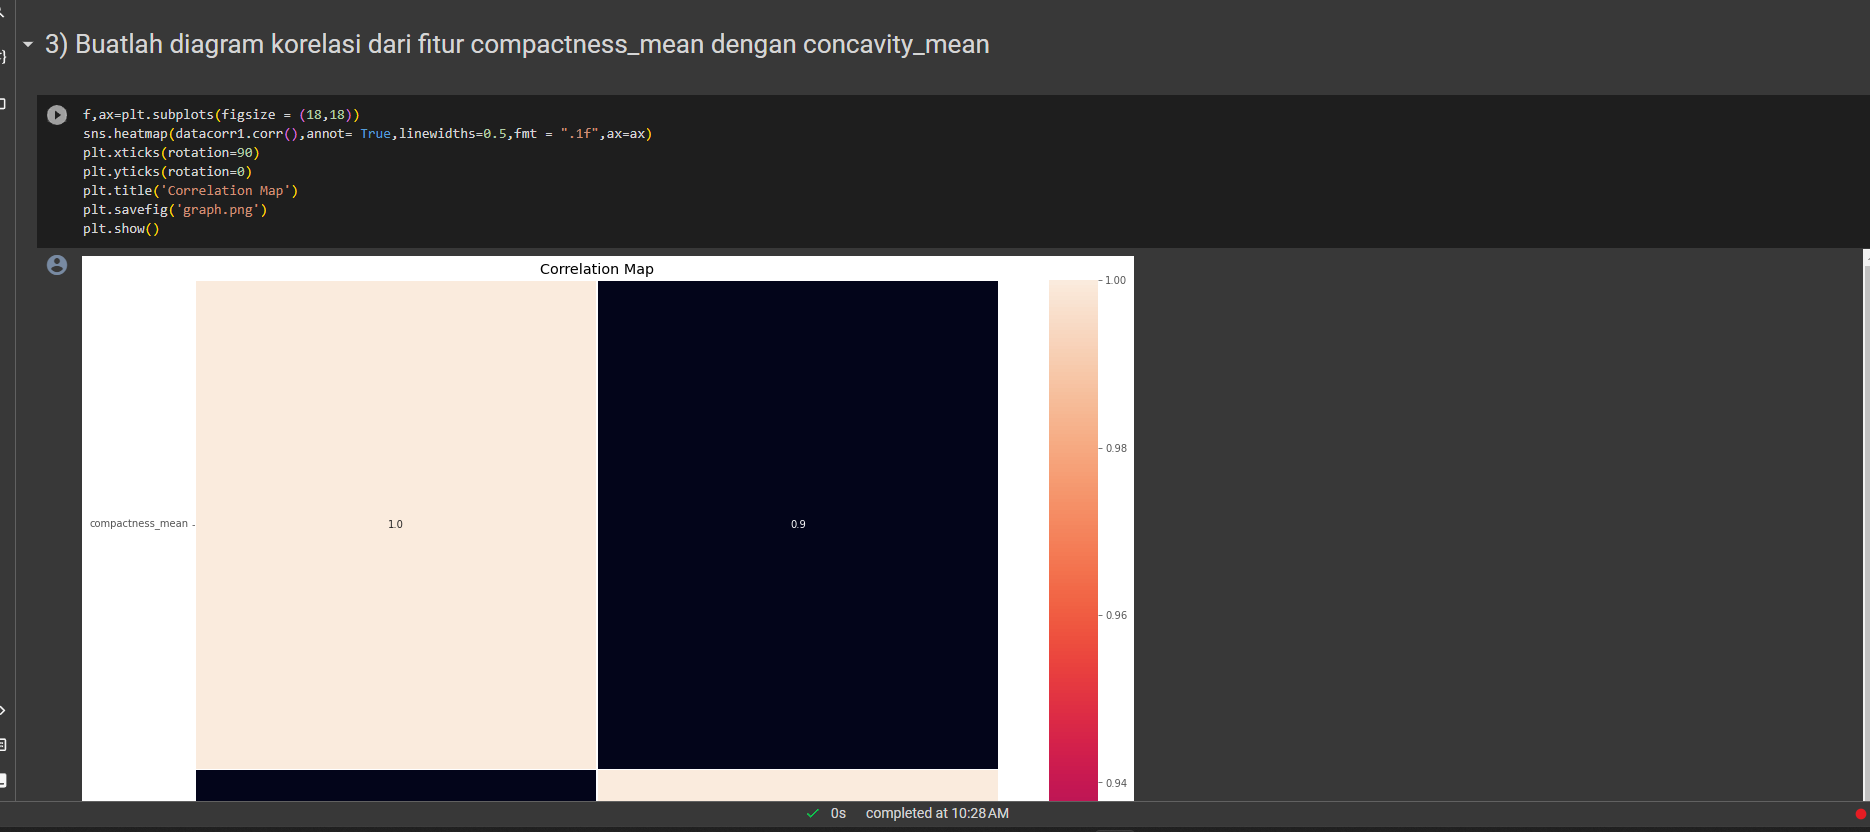 3) Buatlah diagram korelasi dari fitur compactness_mean dengan concavity_mean
f,ax=plt.subplots(figsize = (18,18))
sns.heatmap(datacorr1.corr(),annot= True,linewidths=0.5,fmt = ".1f",ax=ax)
plt.xticks(rotation=90)
plt.yticks(rotation=0)
plt.title('Correlation Map')
plt.savefig('graph.png')
plt.show()
Correlation Map
1.00
0.98
compactness_mean
1.0
0.9
0.96
0.94
0s completed at 10:28 AM